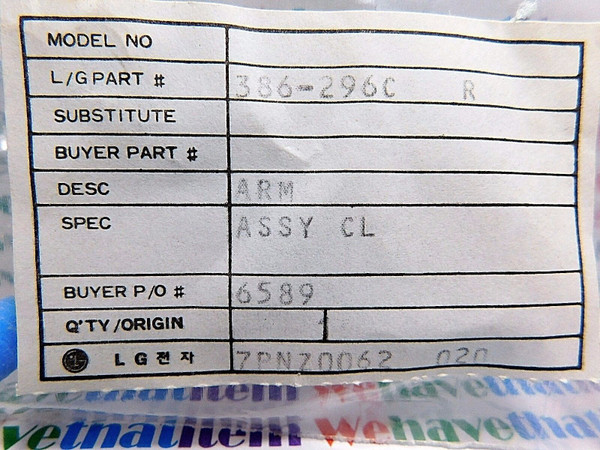 MODEL NO
L/G PART # 386-296C R
SUBSTITUTE
BUYER PART #
DESC ARM
SPEC ASSY CL
BUYER P/O # 6589
Q'TY/ORIGIN
LG전자 7PNZ0062 020
vetnatitem Wehavethat